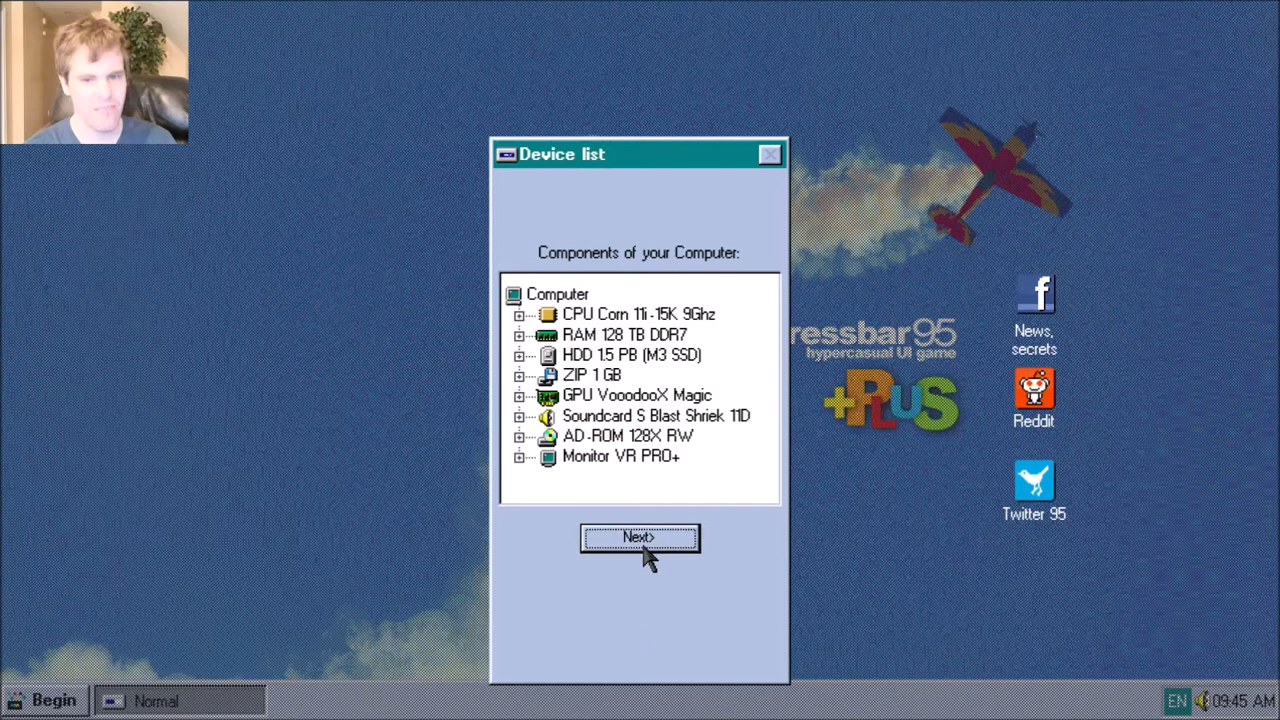 Device list
Components of your Computer:
Computer
CPU Corn 11i-15K 9Ghz
RAM 128 TB DDR7
HDD 1.5 PB (M3 SSD)
ZIP 1 GB
GPU VooodooX Magic
Soundcard S Blast Shriek 11D
AD-ROM 128X RW
Monitor VR PRO+
Next>
ressbar95
hypercasual UI game
+PLUS
f
News,
secrets
Reddit
Twitter 95
Begin
Normal
EN
09:45 AM